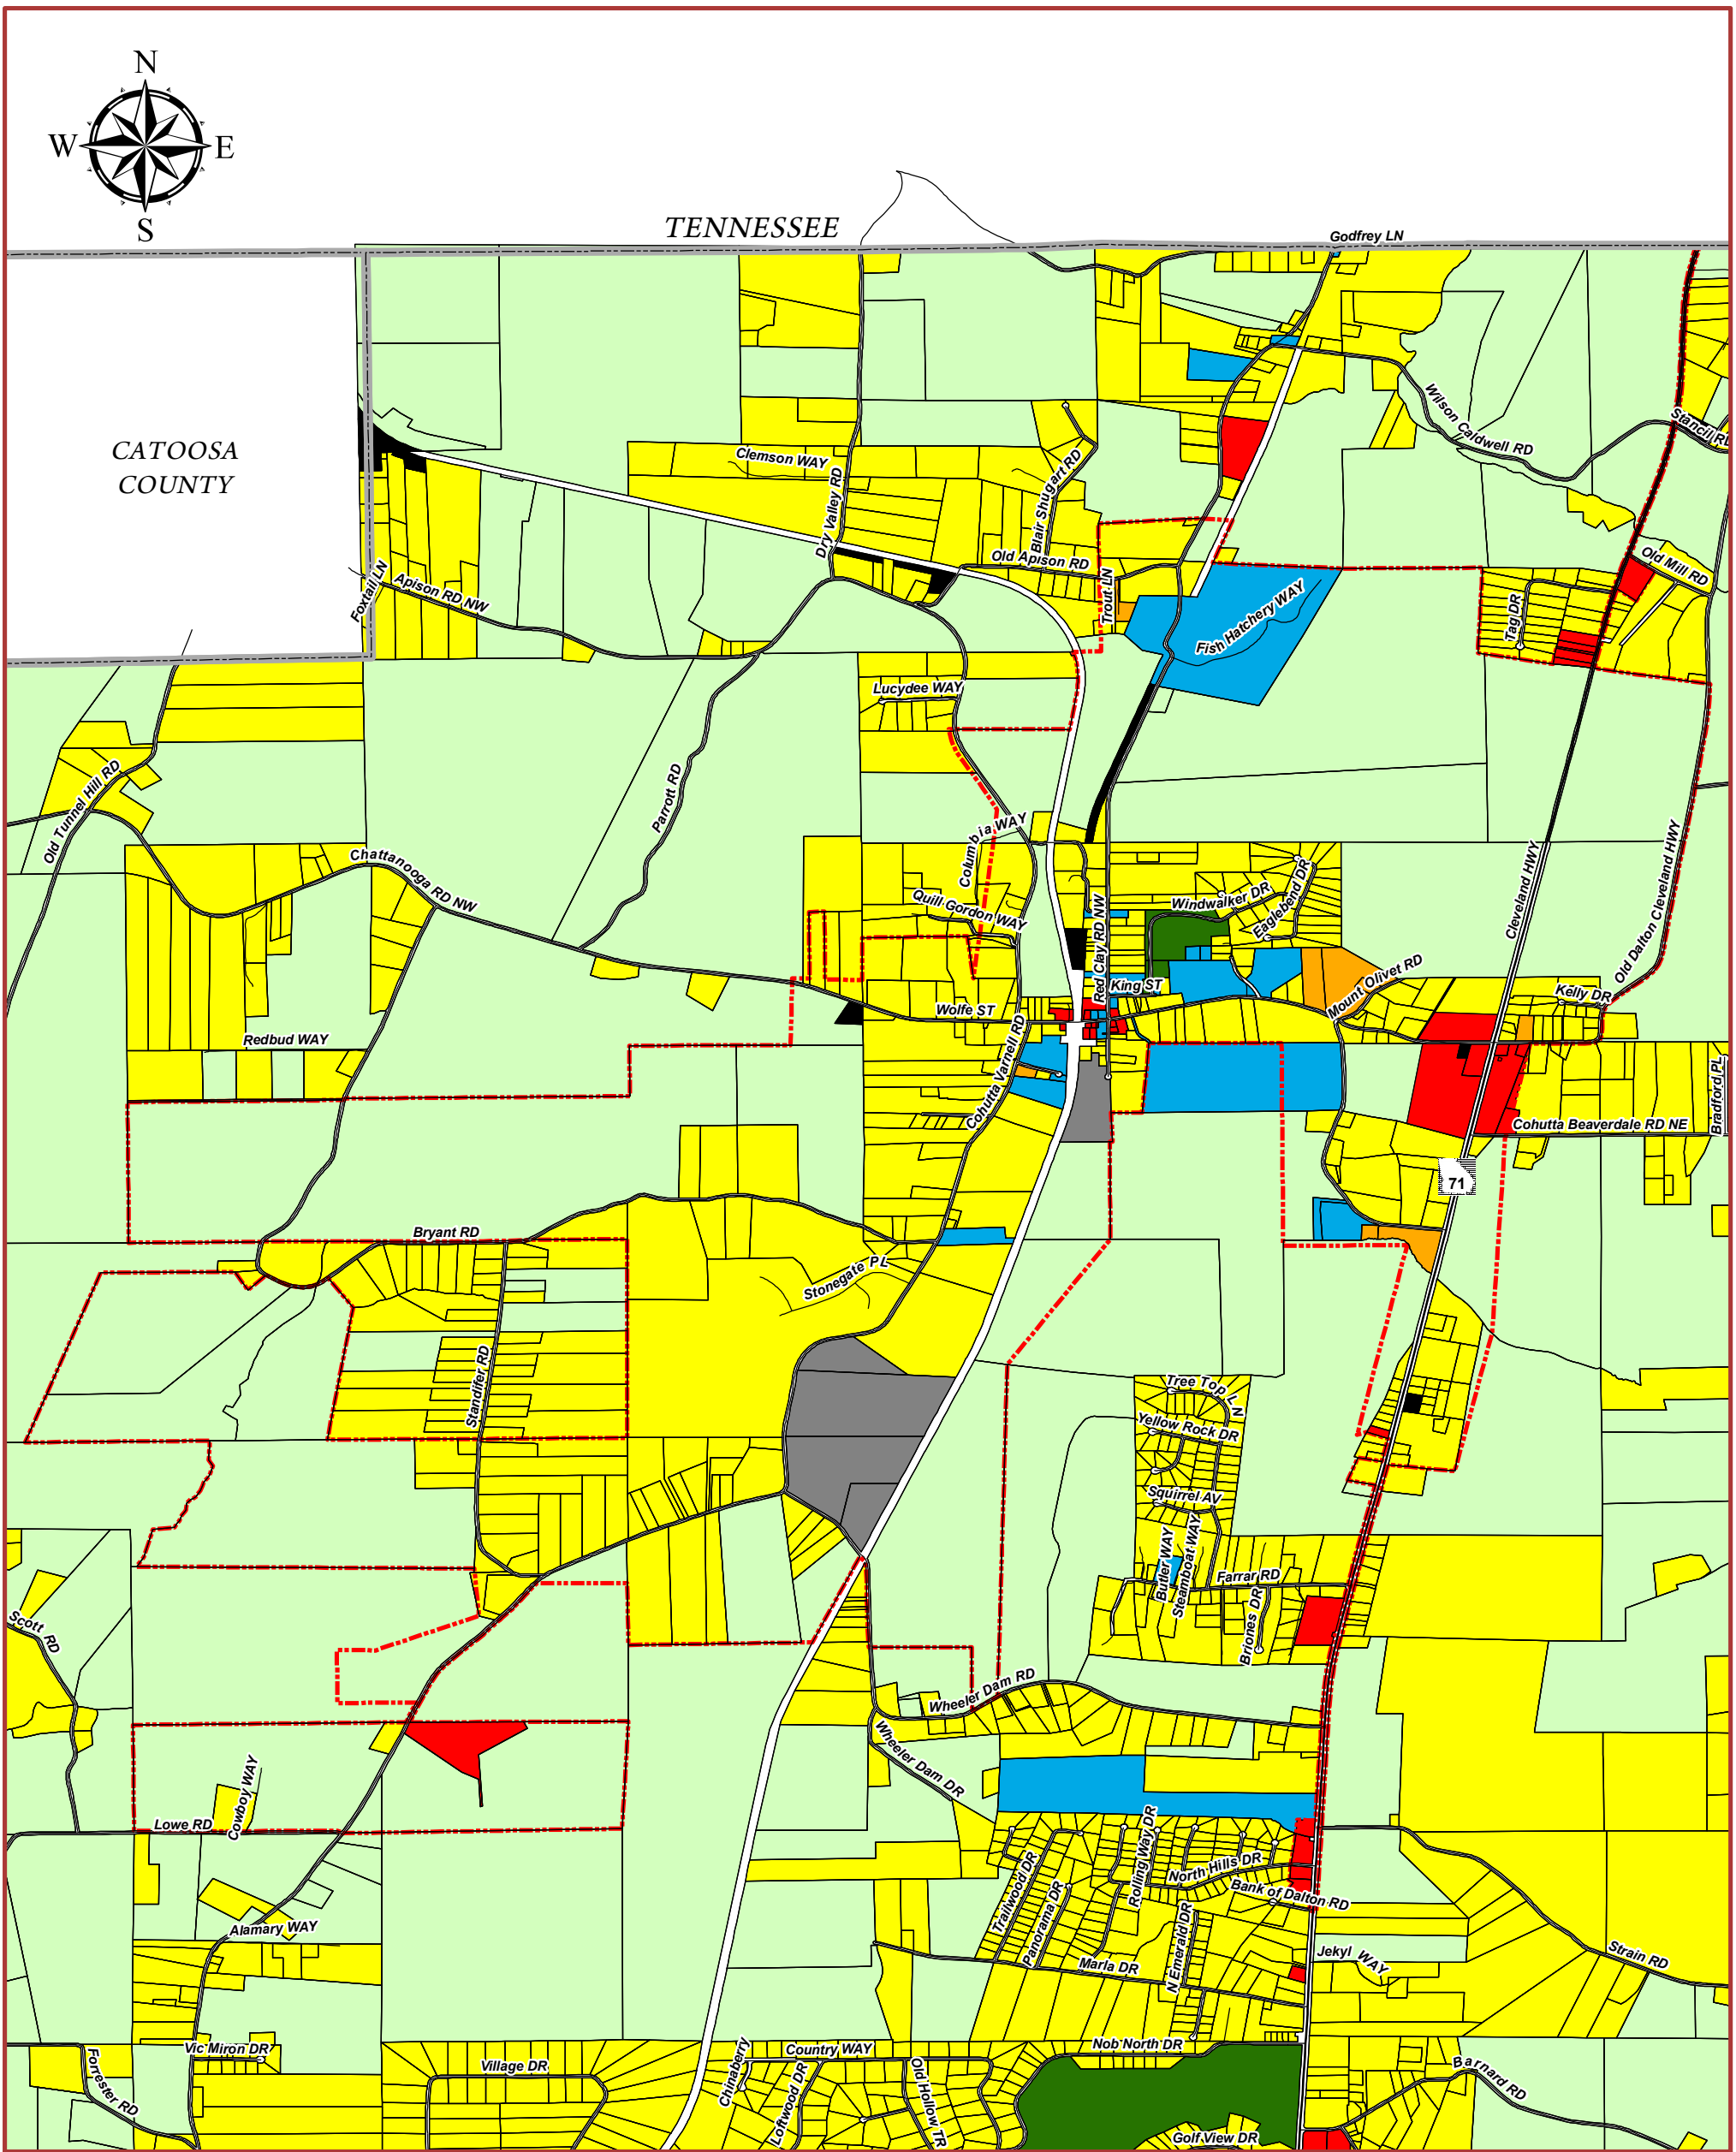 N
W
E
S
TENNESSEE
Godfrey LN
CATOOSA
COUNTY
Wilson Caldwell RD
Stancil RD
Clemson WAY
Dry Valley RD
Blair Shugart RD
Old Apison RD
Trout LN
Foxtail LN
Apison RD NW
Fish Hatchery WAY
Old Mill RD
Tag DR
Lucydee WAY
Old Tunnel Hill RD
Parrott RD
Columbia WAY
Chattanooga RD NW
Quill Gordon WAY
Red Clay RD NW
Windwalker DR
Eaglebend DR
Cleveland HWY
Old Dalton Cleveland HWY
King ST
Mount Olivet RD
Kelly DR
Wolfe ST
Redbud WAY
Cohutta Varnell RD
Bradford PL
Cohutta Beaverdale RD NE
71
Bryant RD
Stonegate PL
Standifer RD
Tree Top LN
Yellow Rock DR
Squirrel AV
Butler WAY
Steamboat WAY
Farrar RD
Briones DR
Scott RD
Wheeler Dam RD
Wheeler Dam DR
Cowboy WAY
Lowe RD
Rolling Way DR
North Hills DR
Trailwood DR
Panorama DR
Bank of Dalton RD
N Emerald DR
Alamary WAY
Marla DR
Jekyl WAY
Strain RD
Vic Miron DR
Forrester RD
Village DR
Chinaberry
Country WAY
Loftwood DR
Old Hollow TR
Nob North DR
Barnard RD
Golf View DR